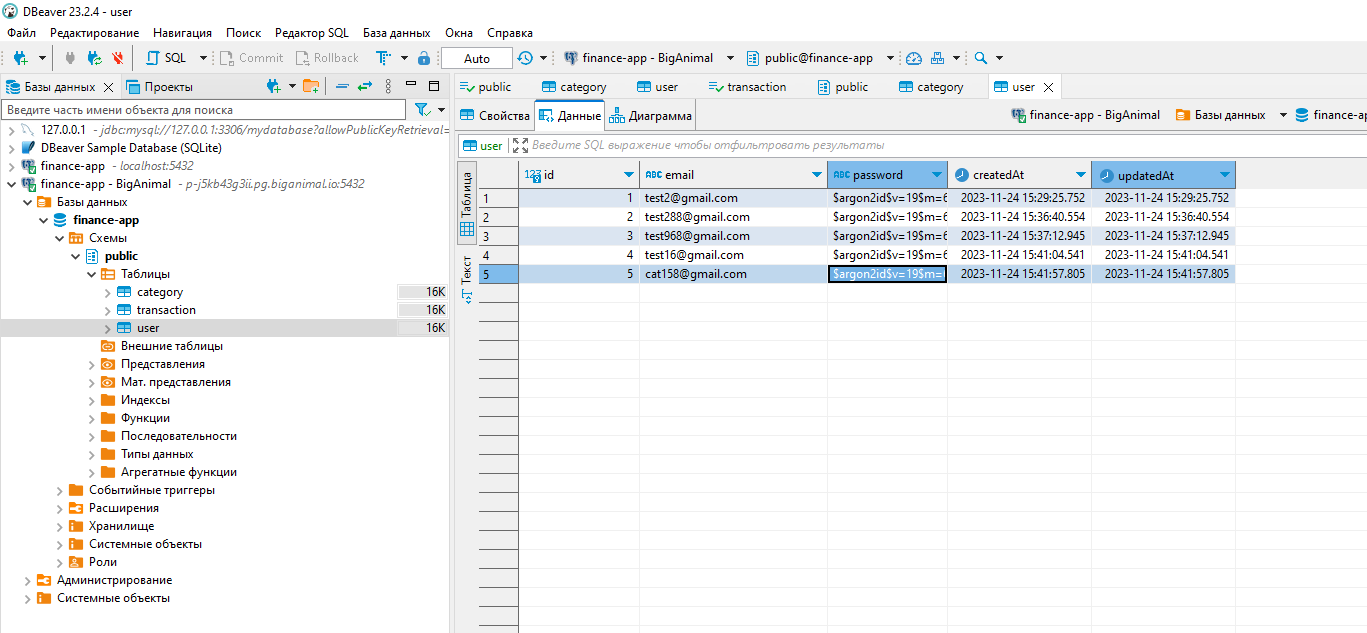 DBeaver 23.2.4 - user
Файл Редактирование Навигация Поиск Редактор SQL База данных Окна Справка
SQL Commit Rollback Auto finance-app - BigAnimal public@finance-app
Базы данных Проекты
public category user transaction public category user
Введите часть имени объекта для поиска
Свойства Данные Диаграмма finance-app - BigAnimal Базы данных finance-ap
127.0.0.1 - jdbc:mysql://127.0.0.1:3306/mydatabase?allowPublicKeyRetrieval=
DBeaver Sample Database (SQLite)
finance-app - localhost:5432
finance-app - BigAnimal - p-j5kb43g3ii.pg.biganimal.io:5432
Базы данных
finance-app
Схемы
public
Таблицы
category 16K
transaction 16K
user 16K
Внешние таблицы
Представления
Мат. представления
Индексы
Функции
Последовательности
Типы данных
Агрегатные функции
Событийные триггеры
Расширения
Хранилище
Системные объекты
Роли
Администрирование
Системные объекты
user Введите SQL выражение чтобы отфильтровать результаты
Таблица
Текст
123 id ABC email ABC password createdAt updatedAt
1 1 test2@gmail.com $argon2id$v=19$m=6 2023-11-24 15:29:25.752 2023-11-24 15:29:25.752
2 2 test288@gmail.com $argon2id$v=19$m=6 2023-11-24 15:36:40.554 2023-11-24 15:36:40.554
3 3 test968@gmail.com $argon2id$v=19$m=6 2023-11-24 15:37:12.945 2023-11-24 15:37:12.945
4 4 test16@gmail.com $argon2id$v=19$m=6 2023-11-24 15:41:04.541 2023-11-24 15:41:04.541
5 5 cat158@gmail.com $argon2id$v=19$m=6 2023-11-24 15:41:57.805 2023-11-24 15:41:57.805